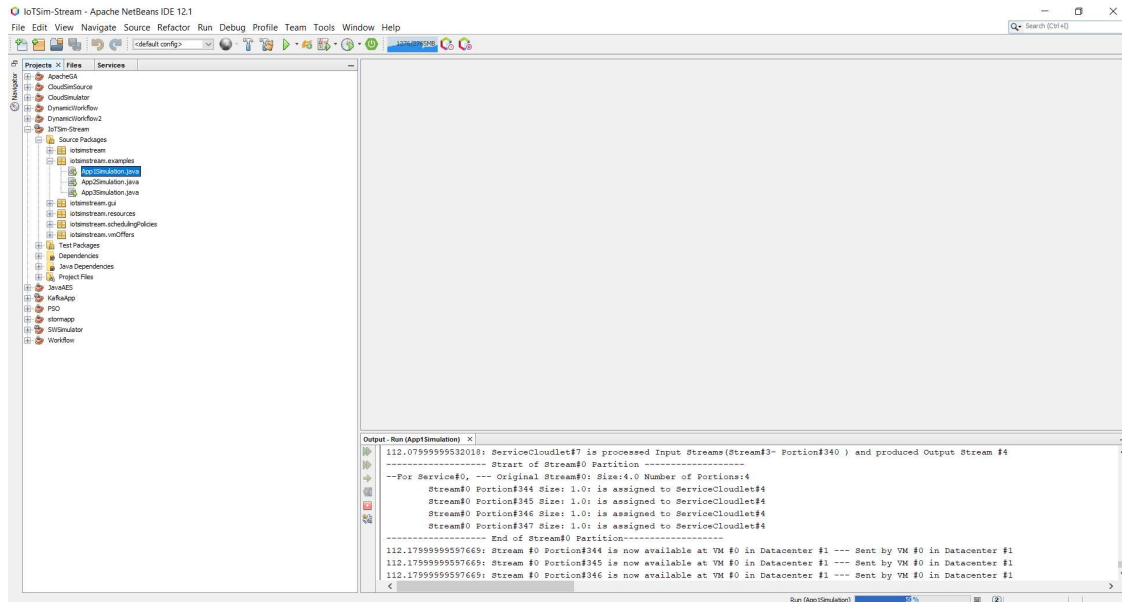 IoTSim-Stream - Apache NetBeans IDE 12.1
File Edit View Navigate Source Refactor Run Debug Profile Team Tools Window Help
Search (Ctrl+I)
<default config>
Projects Files Services
Navigator
ApacheGA
CloudSimSource
CloudSimulator
DynamicWorkflow
DynamicWorkflow2
IoTSim-Stream
Source Packages
iotsimstream
iotsimstream.examples
App1Simulation.java
App2Simulation.java
App3Simulation.java
iotsimstream.gui
iotsimstream.resources
iotsimstream.schedulingPolicies
iotsimstream.vmOffers
Test Packages
Dependencies
Java Dependencies
Project Files
JavaAES
KafkaApp
PSO
stormapp
SWSimulator
Workflow
Output - Run (App1Simulation)
112.07999999532018: ServiceCloudlet#7 is processed Input Streams(Stream#3- Portion#340 ) and produced Output Stream #4
------------------- Strart of Stream#0 Partition -------------------
--For Service#0, --- Original Stream#0: Size:4.0 Number of Portions:4
Stream#0 Portion#344 Size: 1.0: is assigned to ServiceCloudlet#4
Stream#0 Portion#345 Size: 1.0: is assigned to ServiceCloudlet#4
Stream#0 Portion#346 Size: 1.0: is assigned to ServiceCloudlet#4
Stream#0 Portion#347 Size: 1.0: is assigned to ServiceCloudlet#4
------------------- End of Stream#0 Partition-------------------
112.17999999597669: Stream #0 Portion#344 is now available at VM #0 in Datacenter #1 --- Sent by VM #0 in Datacenter #1
112.17999999597669: Stream #0 Portion#345 is now available at VM #0 in Datacenter #1 --- Sent by VM #0 in Datacenter #1
112.17999999597669: Stream #0 Portion#346 is now available at VM #0 in Datacenter #1 --- Sent by VM #0 in Datacenter #1
Run (App1Simulation)
2